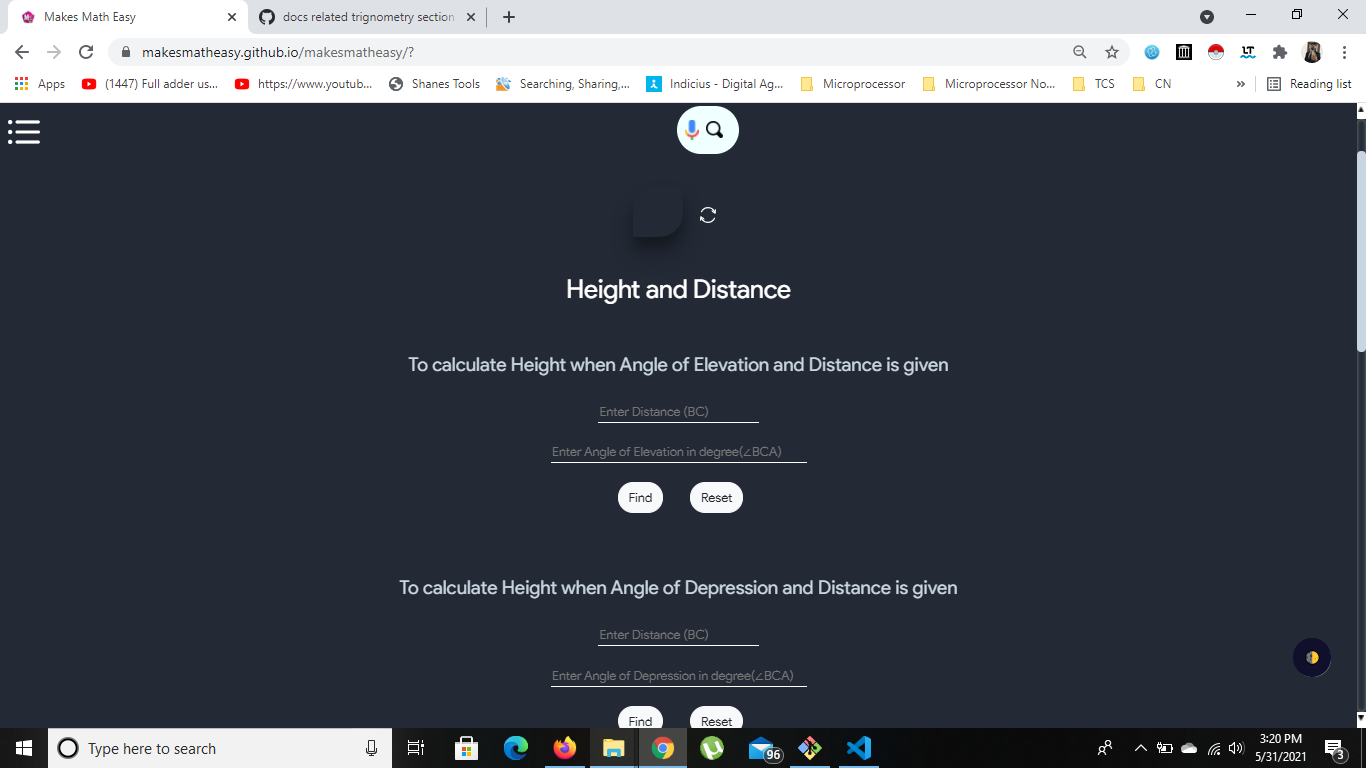 Makes Math Easy
docs related trignometry section
makesmatheasy.github.io/makesmatheasy/?
Apps
(1447) Full adder us...
https://www.youtub...
Shanes Tools
Searching, Sharing,...
Indicius - Digital Ag...
Microprocessor
Microprocessor No...
TCS
CN
»
Reading list
Height and Distance
To calculate Height when Angle of Elevation and Distance is given
Enter Distance (BC)
Enter Angle of Elevation in degree(∠BCA)
Find
Reset
To calculate Height when Angle of Depression and Distance is given
Enter Distance (BC)
Enter Angle of Depression in degree(∠BCA)
Find
Reset
Type here to search
96
3:20 PM
5/31/2021
3